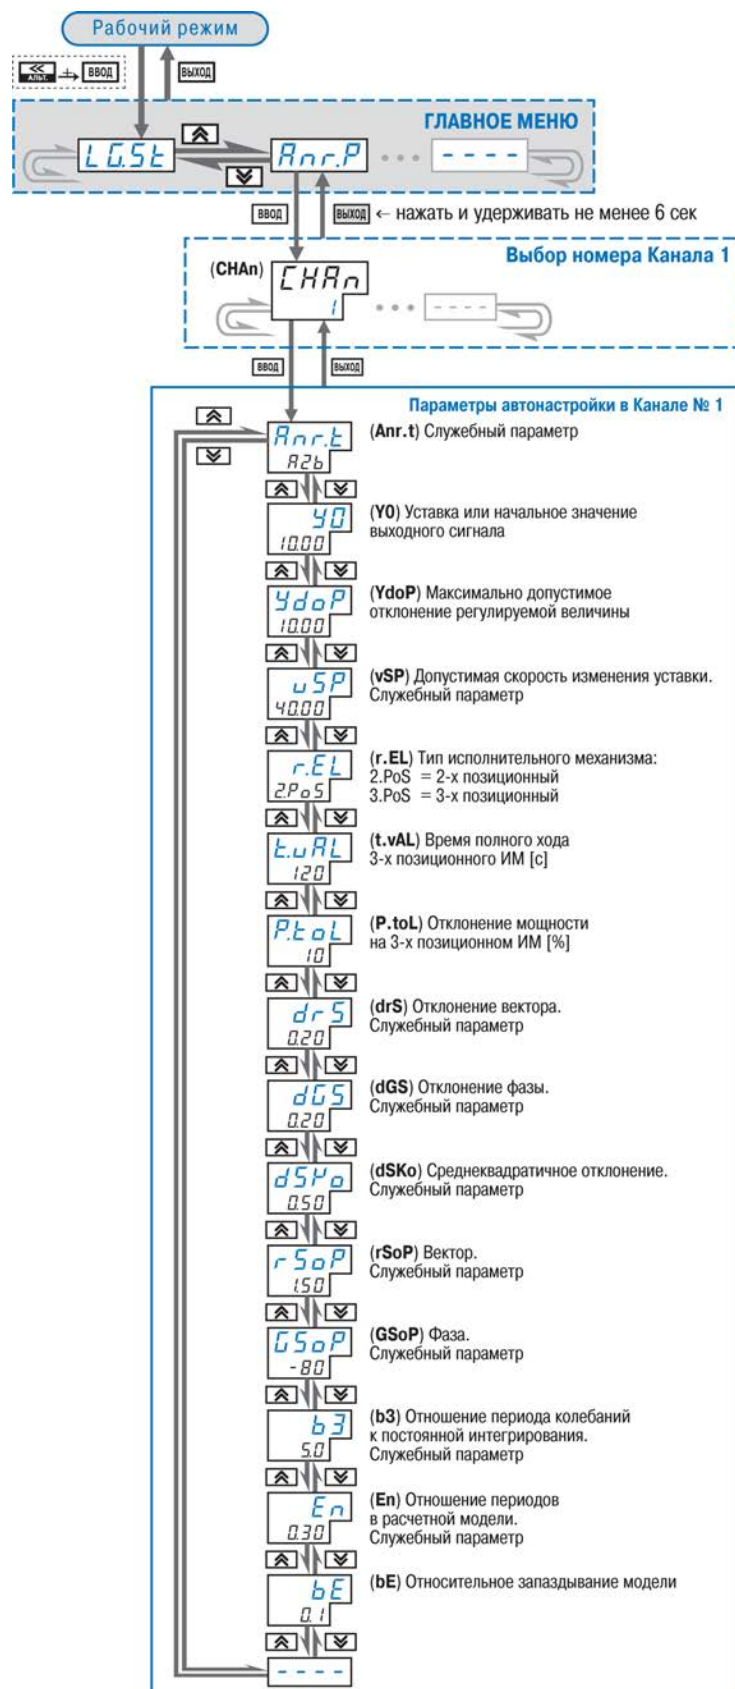 Рабочий режим
<<
АЛЬТ.
ВВОД
ВЫХОД
ГЛАВНОЕ МЕНЮ
LG.St
Anr.P
- - - -
ВВОД
ВЫХОД ← нажать и удерживать не менее 6 сек
Выбор номера Канала 1
(CHAn)
CHAn
1
- - - -
ВВОД
ВЫХОД
Параметры автонастройки в Канале № 1
Anr.t
A2b
(Anr.t) Служебный параметр
Y0
10.00
(Y0) Уставка или начальное значение
выходного сигнала
YdoP
10.00
(YdoP) Максимально допустимое
отклонение регулируемой величины
vSP
40.00
(vSP) Допустимая скорость изменения уставки.
Служебный параметр
r.EL
2.PoS
(r.EL) Тип исполнительного механизма:
2.PoS = 2-х позиционный
3.PoS = 3-х позиционный
t.vAL
120
(t.vAL) Время полного хода
3-х позиционного ИМ [с]
P.toL
10
(P.toL) Отклонение мощности
на 3-х позиционном ИМ [%]
drS
0.20
(drS) Отклонение вектора.
Служебный параметр
dGS
0.20
(dGS) Отклонение фазы.
Служебный параметр
dSKo
0.50
(dSKo) Среднеквадратичное отклонение.
Служебный параметр
rSoP
1.50
(rSoP) Вектор.
Служебный параметр
GSoP
-80
(GSoP) Фаза.
Служебный параметр
b3
5.0
(b3) Отношение периода колебаний
к постоянной интегрирования.
Служебный параметр
En
0.30
(En) Отношение периодов
в расчетной модели.
Служебный параметр
bE
0.1
(bE) Относительное запаздывание модели
- - - -